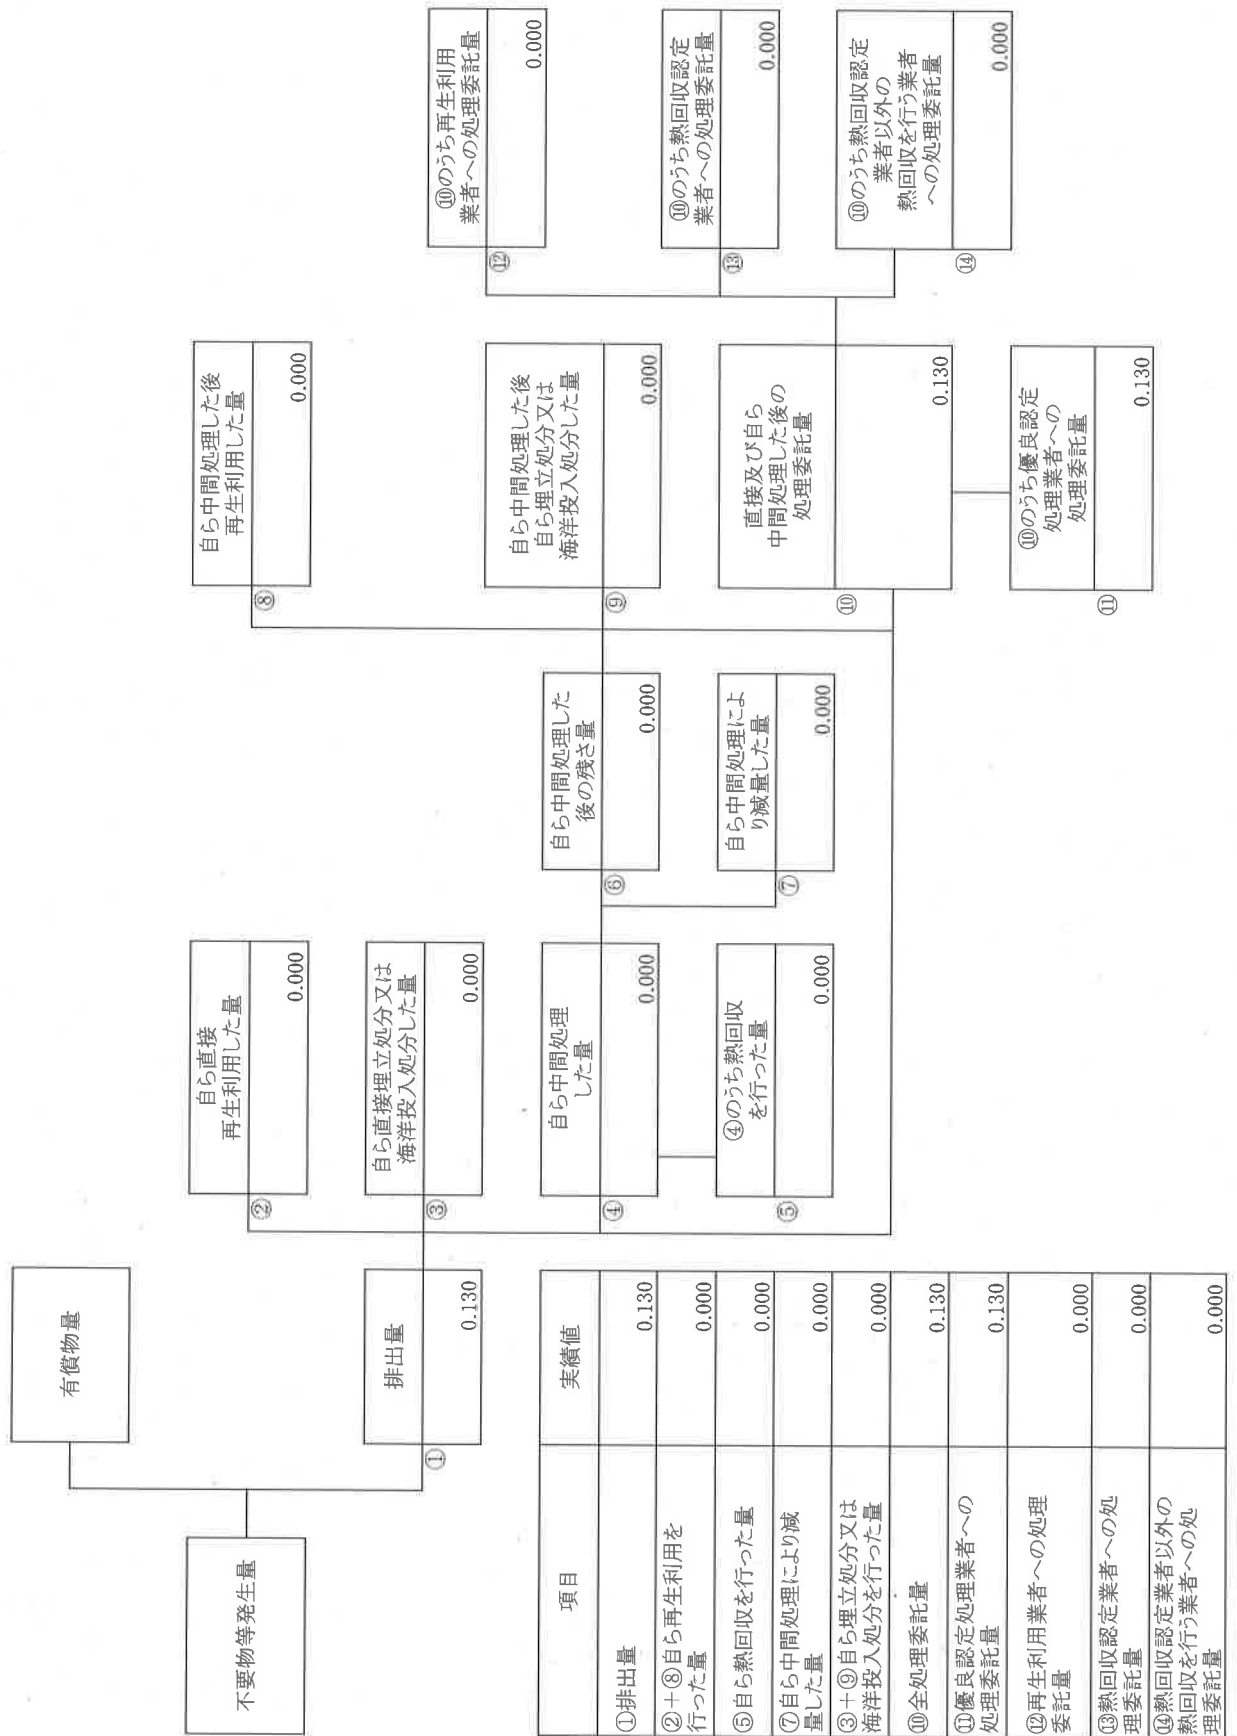 有償物量
不要物等発生量
排出量
①
0.130
自ら直接
再生利用した量
②
0.000
自ら直接埋立処分又は
海洋投入処分した量
③
0.000
自ら中間処理
した量
④
0.000
④のうち熱回収
を行った量
⑤
0.000
自ら中間処理した
後の残さ量
⑥
0.000
自ら中間処理によ
り減量した量
⑦
0.000
自ら中間処理した後
再生利用した量
⑧
0.000
自ら中間処理した後
自ら埋立処分又は
海洋投入処分した量
⑨
0.000
直接及び自ら
中間処理した後の
処理委託量
⑩
0.130
⑩のうち優良認定
処理業者への
処理委託量
⑪
0.130
⑩のうち再生利用
業者への処理委託量
⑫
0.000
⑩のうち熱回収認定
業者への処理委託量
⑬
0.000
⑩のうち熱回収認定
業者以外の
熱回収を行う業者
への処理委託量
⑭
0.000
項目 実績値
①排出量 0.130
②+⑧自ら再生利用を
行った量 0.000
⑤自ら熱回収を行った量 0.000
⑦自ら中間処理により減
量した量 0.000
③+⑨自ら埋立処分又は
海洋投入処分を行った量 0.000
⑩全処理委託量 0.130
⑪優良認定処理業者への
処理委託量 0.130
⑫再生利用業者への処理
委託量 0.000
⑬熱回収認定業者への処
理委託量 0.000
⑭熱回収認定業者以外の
熱回収を行う業者への処
理委託量 0.000